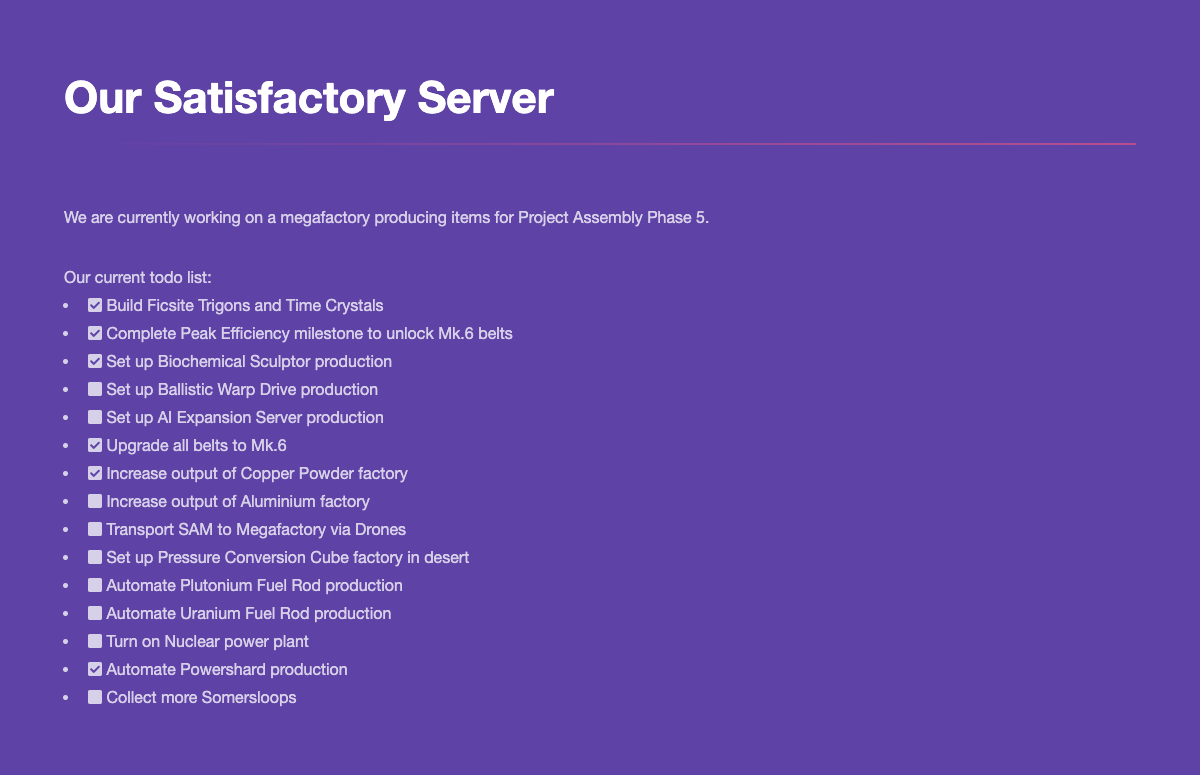 Our Satisfactory Server
We are currently working on a megafactory producing items for Project Assembly Phase 5.
Our current todo list:
Build Ficsite Trigons and Time Crystals
Complete Peak Efficiency milestone to unlock Mk.6 belts
Set up Biochemical Sculptor production
Set up Ballistic Warp Drive production
Set up AI Expansion Server production
Upgrade all belts to Mk.6
Increase output of Copper Powder factory
Increase output of Aluminium factory
Transport SAM to Megafactory via Drones
Set up Pressure Conversion Cube factory in desert
Automate Plutonium Fuel Rod production
Automate Uranium Fuel Rod production
Turn on Nuclear power plant
Automate Powershard production
Collect more Somersloops